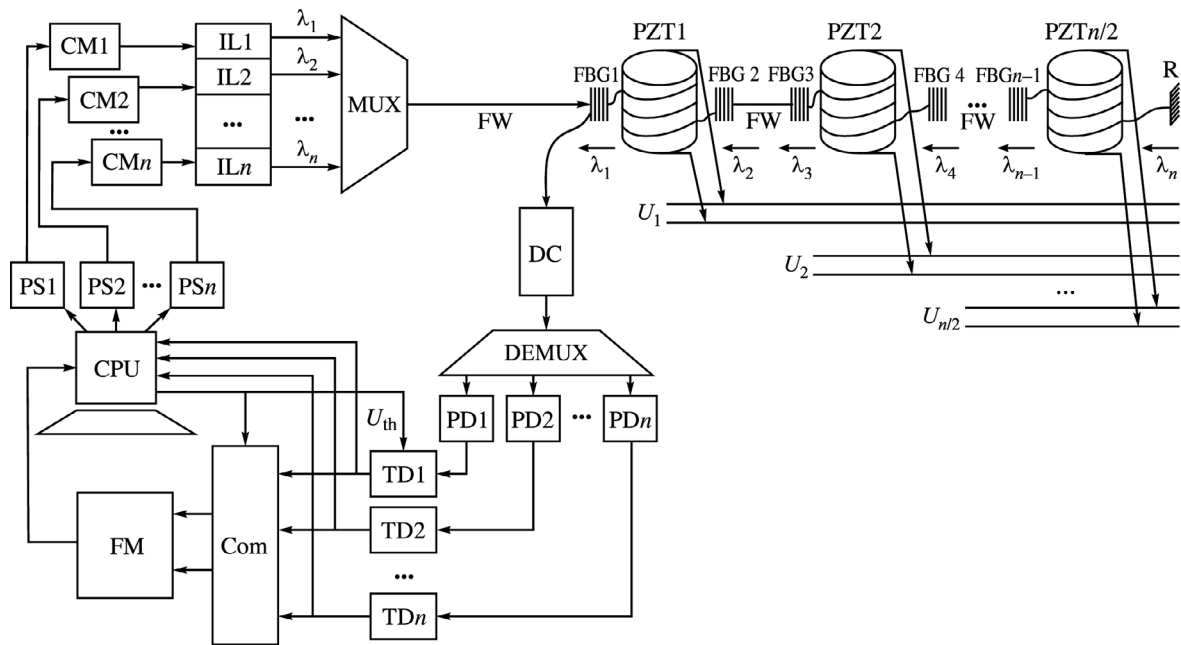 PZT1 PZT2 PZTn/2
CM1 IL1 λ1
FBG1 FBG 2 FBG3 FBG 4 FBGn–1 R
CM2 IL2 λ2 MUX
... ... ... FW FW ... FW
CMn ILn λn
λ1 λ2 λ3 λ4 λn–1 λn
U1
DC
PS1 PS2 ... PSn
U2
...
Un/2
CPU DEMUX
Uth PD1 PD2 ... PDn
TD1
FM Com TD2
...
TDn